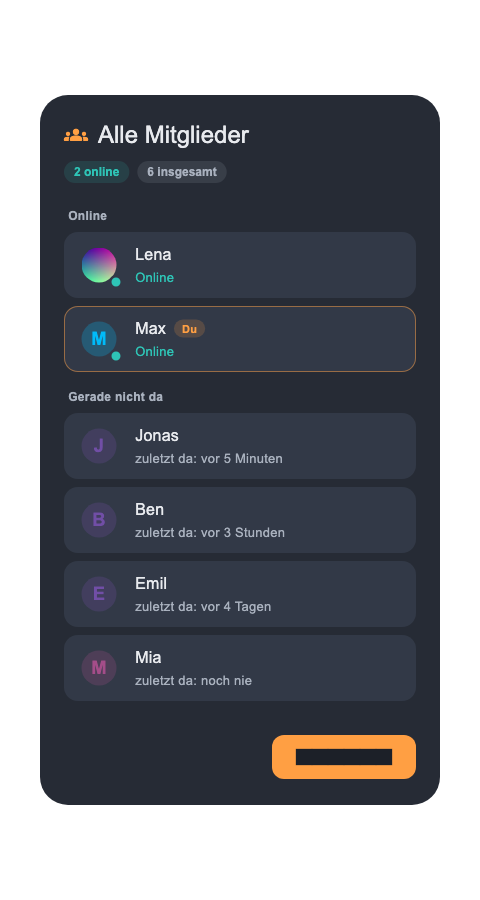 Alle Mitglieder
2 online
6 insgesamt
Online
Lena
Online
M
Max
Du
Online
Gerade nicht da
J
Jonas
zuletzt da: vor 5 Minuten
B
Ben
zuletzt da: vor 3 Stunden
E
Emil
zuletzt da: vor 4 Tagen
M
Mia
zuletzt da: noch nie